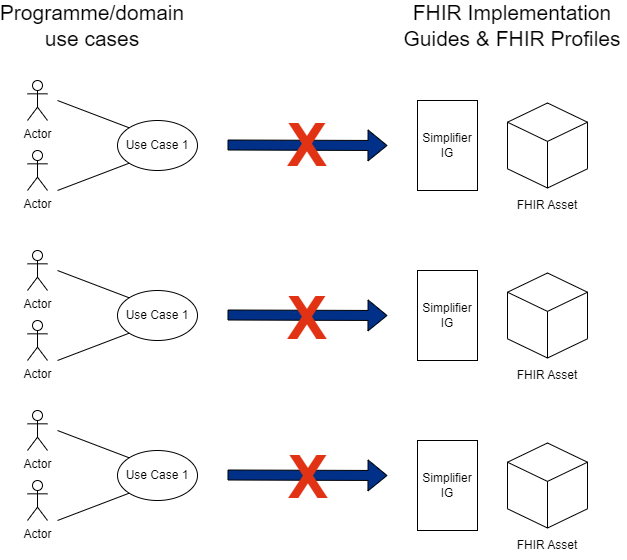 Programme/domain
use cases
FHIR Implementation
Guides & FHIR Profiles
Actor
Actor
Use Case 1
X
Simplifier
IG
FHIR Asset
Actor
Actor
Use Case 1
X
Simplifier
IG
FHIR Asset
Actor
Actor
Use Case 1
X
Simplifier
IG
FHIR Asset